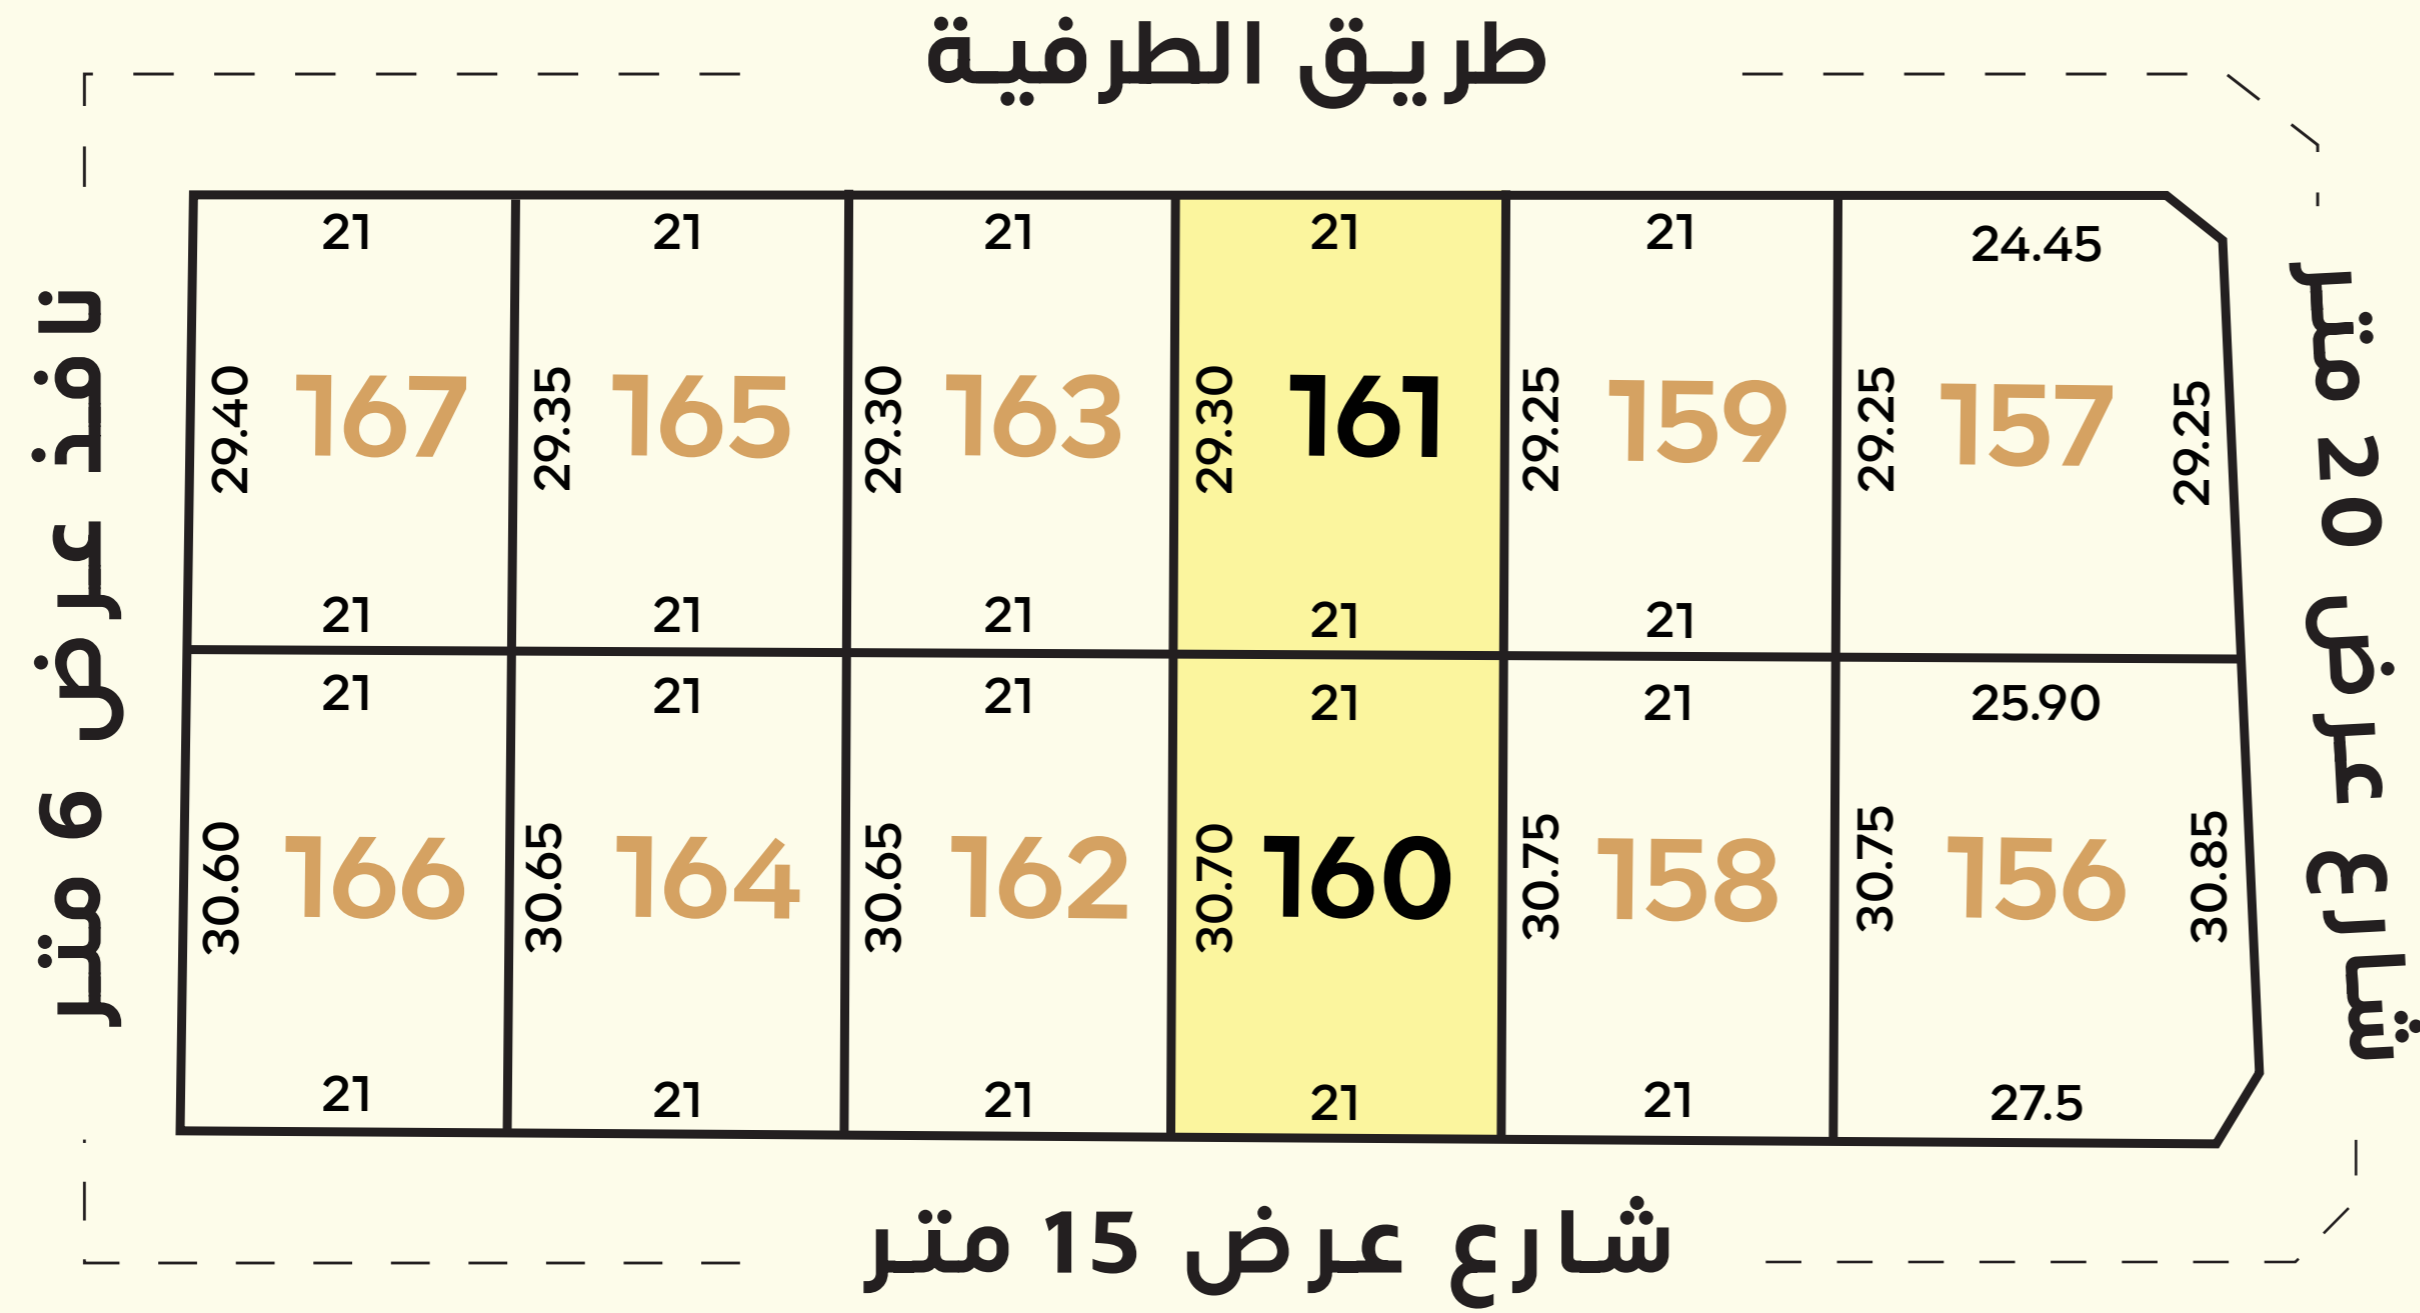 طريق الطرفية
21 21 21 21 21 24.45
29.40 167 29.35 165 29.30 163 29.30 161 29.25 159 29.25 157 29.25
21 21 21 21 21
21 21 21 21 21 25.90
30.60 166 30.65 164 30.65 162 30.70 160 30.75 158 30.75 156 30.85
21 21 21 21 21 27.5
شارع عرض 15 متر
نافذ عرض 6 متر
شارع عرض 20 متر